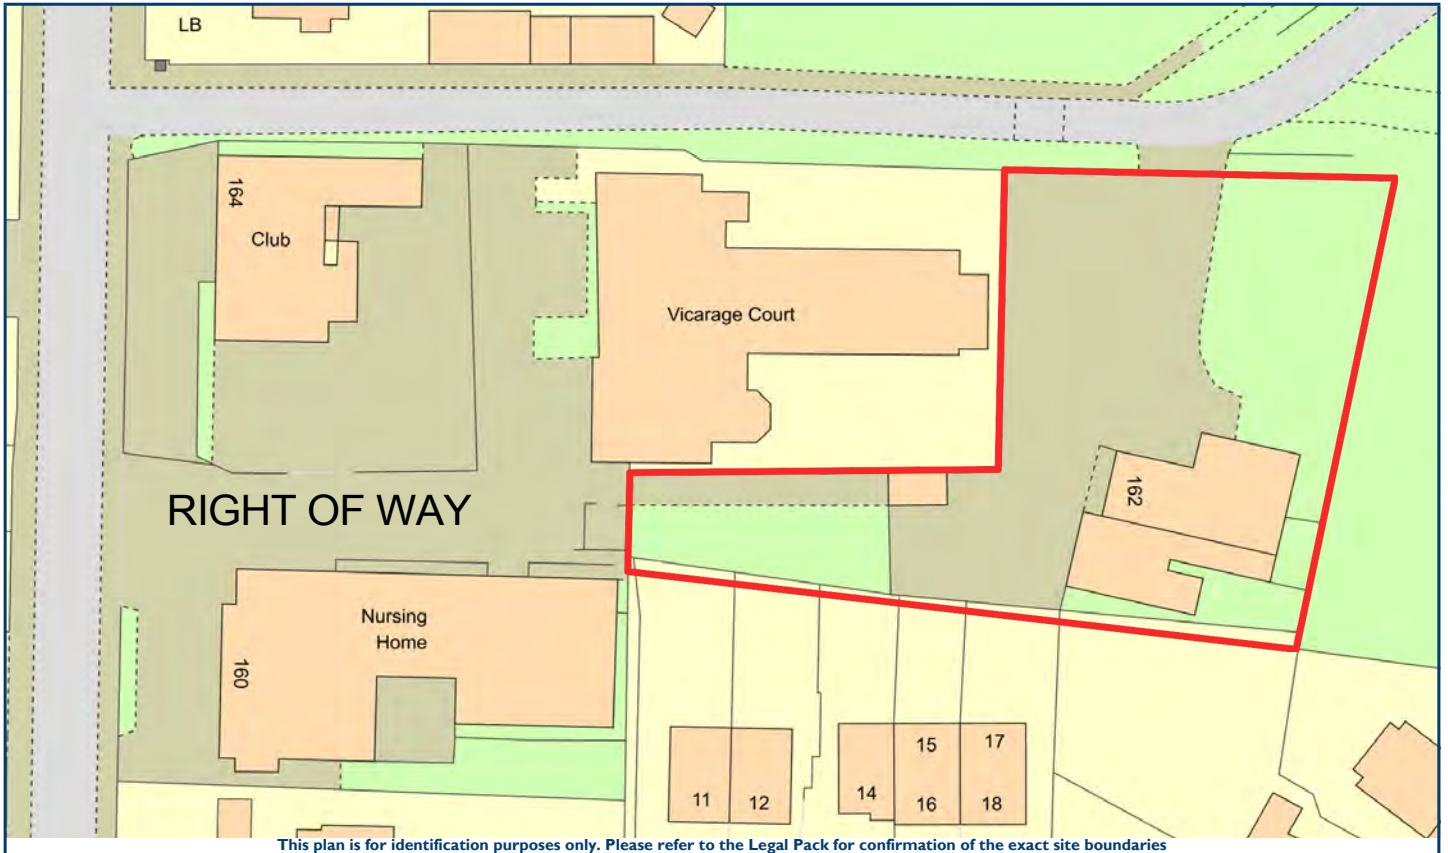 LB
164
Club
Vicarage Court
162
RIGHT OF WAY
Nursing
Home
160
11
12
14
15
16
17
18
This plan is for identification purposes only. Please refer to the Legal Pack for confirmation of the exact site boundaries